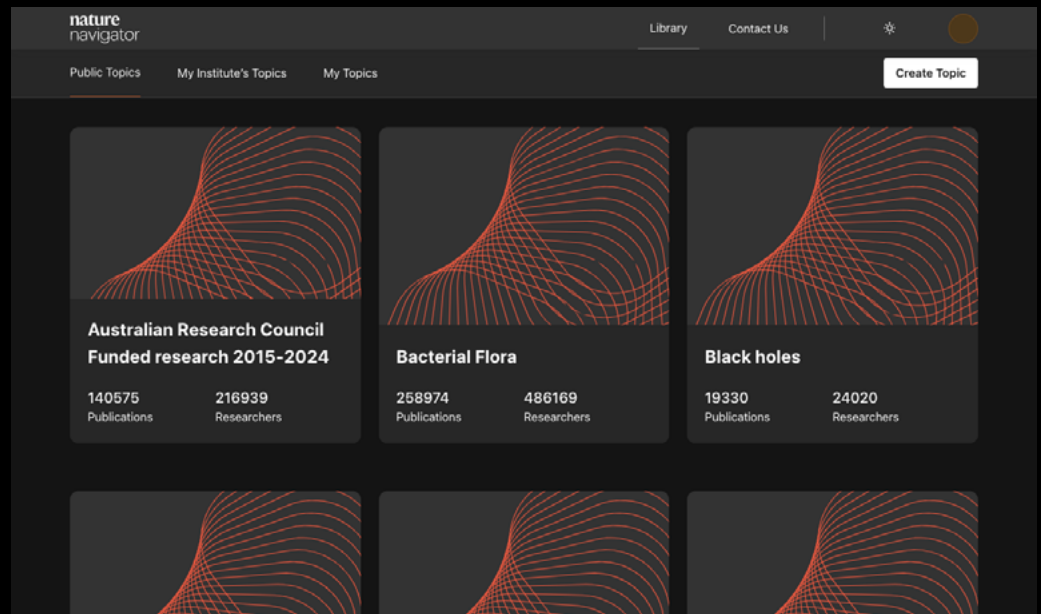 nature
navigator
Library
Contact Us
Public Topics
My Institute's Topics
My Topics
Create Topic
Australian Research Council
Funded research 2015-2024
140575
216939
Publications
Researchers
Bacterial Flora
258974
486169
Publications
Researchers
Black holes
19330
24020
Publications
Researchers